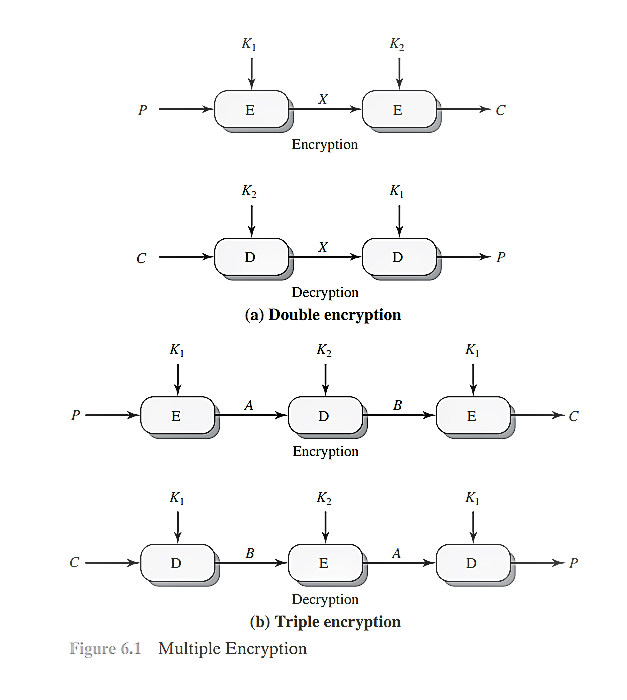 K1 K2
P E X E C
Encryption
K2 K1
C D X D P
Decryption
(a) Double encryption
K1 K2 K1
P E A D B E C
Encryption
K1 K2 K1
C D B E A D P
Decryption
(b) Triple encryption
Figure 6.1 Multiple Encryption